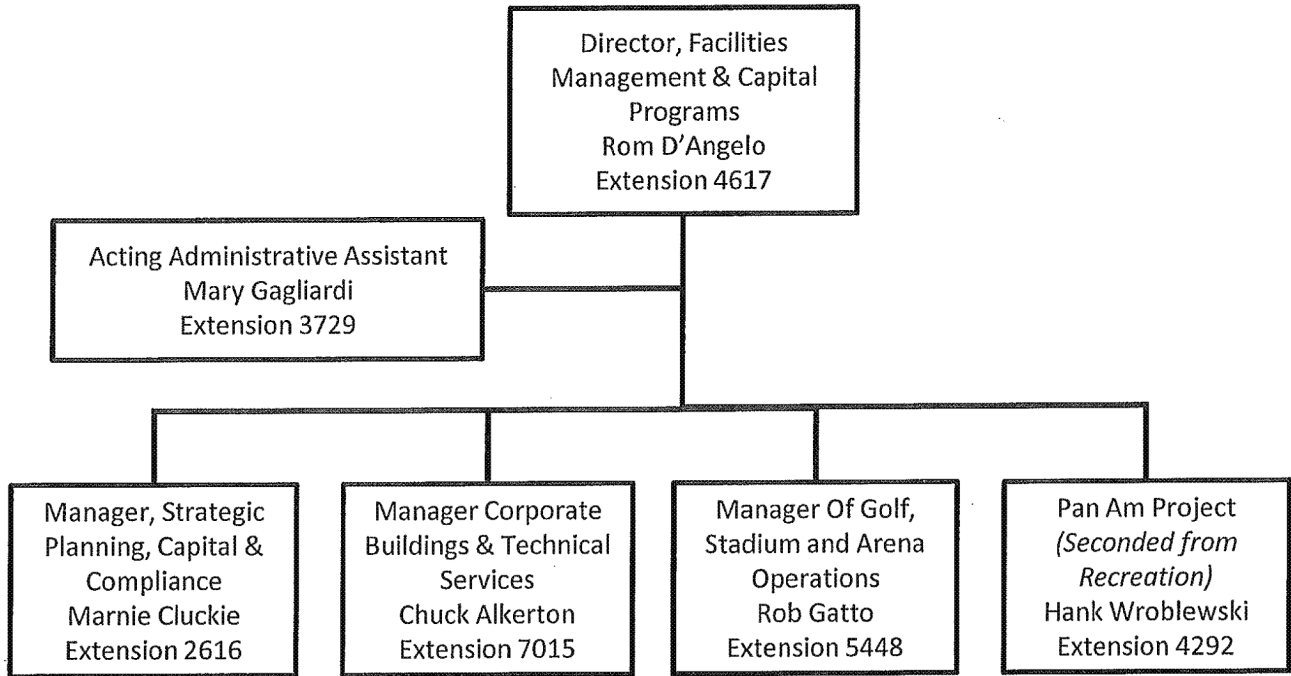 Director, Facilities
Management & Capital
Programs
Rom D’Angelo
Extension 4617
Acting Administrative Assistant
Mary Gagliardi
Extension 3729
Manager, Strategic
Planning, Capital &
Compliance
Marnie Cluckie
Extension 2616
Manager Corporate
Buildings & Technical
Services
Chuck Alkerton
Extension 7015
Manager Of Golf,
Stadium and Arena
Operations
Rob Gatto
Extension 5448
Pan Am Project
(Seconded from
Recreation)
Hank Wroblewski
Extension 4292